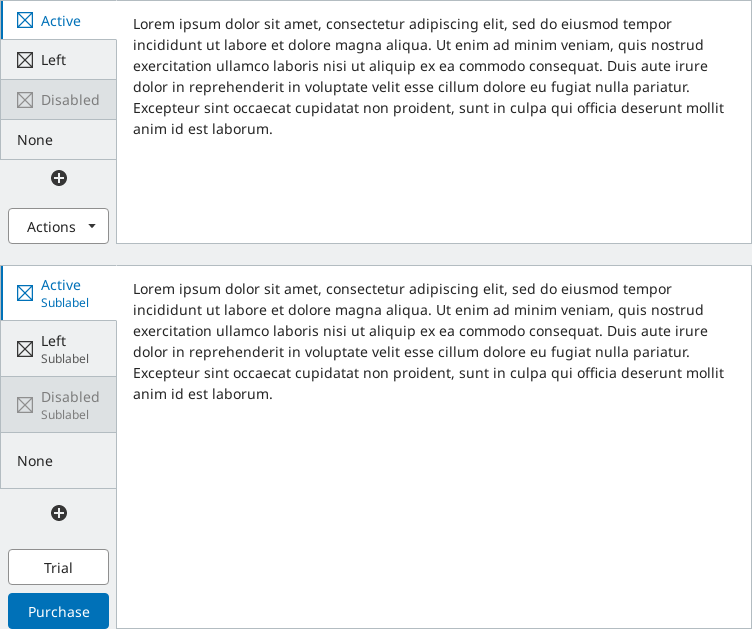 Active
Left
Disabled
None
Actions
Lorem ipsum dolor sit amet, consectetur adipiscing elit, sed do eiusmod tempor
incididunt ut labore et dolore magna aliqua. Ut enim ad minim veniam, quis nostrud
exercitation ullamco laboris nisi ut aliquip ex ea commodo consequat. Duis aute irure
dolor in reprehenderit in voluptate velit esse cillum dolore eu fugiat nulla pariatur.
Excepteur sint occaecat cupidatat non proident, sunt in culpa qui officia deserunt mollit
anim id est laborum.
Active
Sublabel
Left
Sublabel
Disabled
Sublabel
None
Trial
Purchase
Lorem ipsum dolor sit amet, consectetur adipiscing elit, sed do eiusmod tempor
incididunt ut labore et dolore magna aliqua. Ut enim ad minim veniam, quis nostrud
exercitation ullamco laboris nisi ut aliquip ex ea commodo consequat. Duis aute irure
dolor in reprehenderit in voluptate velit esse cillum dolore eu fugiat nulla pariatur.
Excepteur sint occaecat cupidatat non proident, sunt in culpa qui officia deserunt mollit
anim id est laborum.